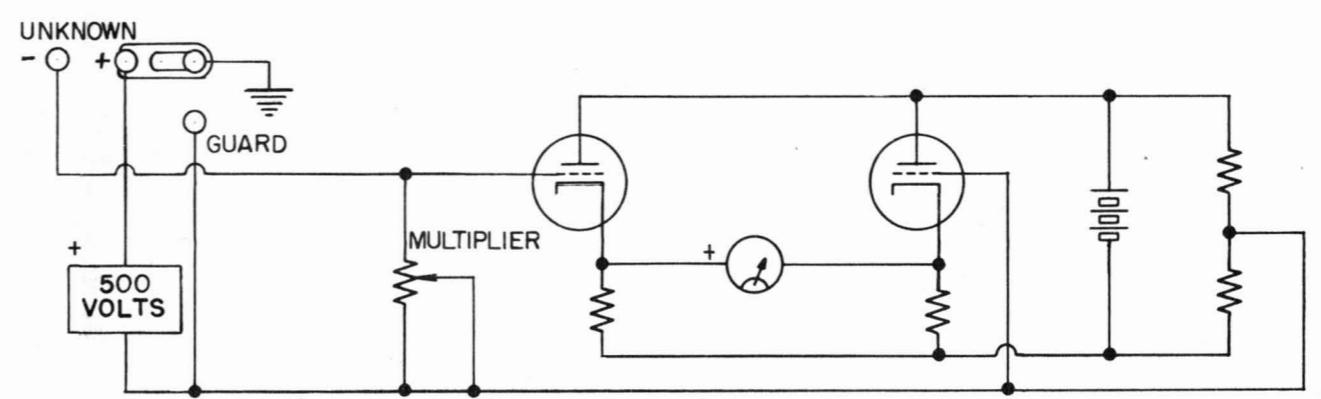 UNKNOWN
- +
GUARD
MULTIPLIER
+
500
VOLTS
+